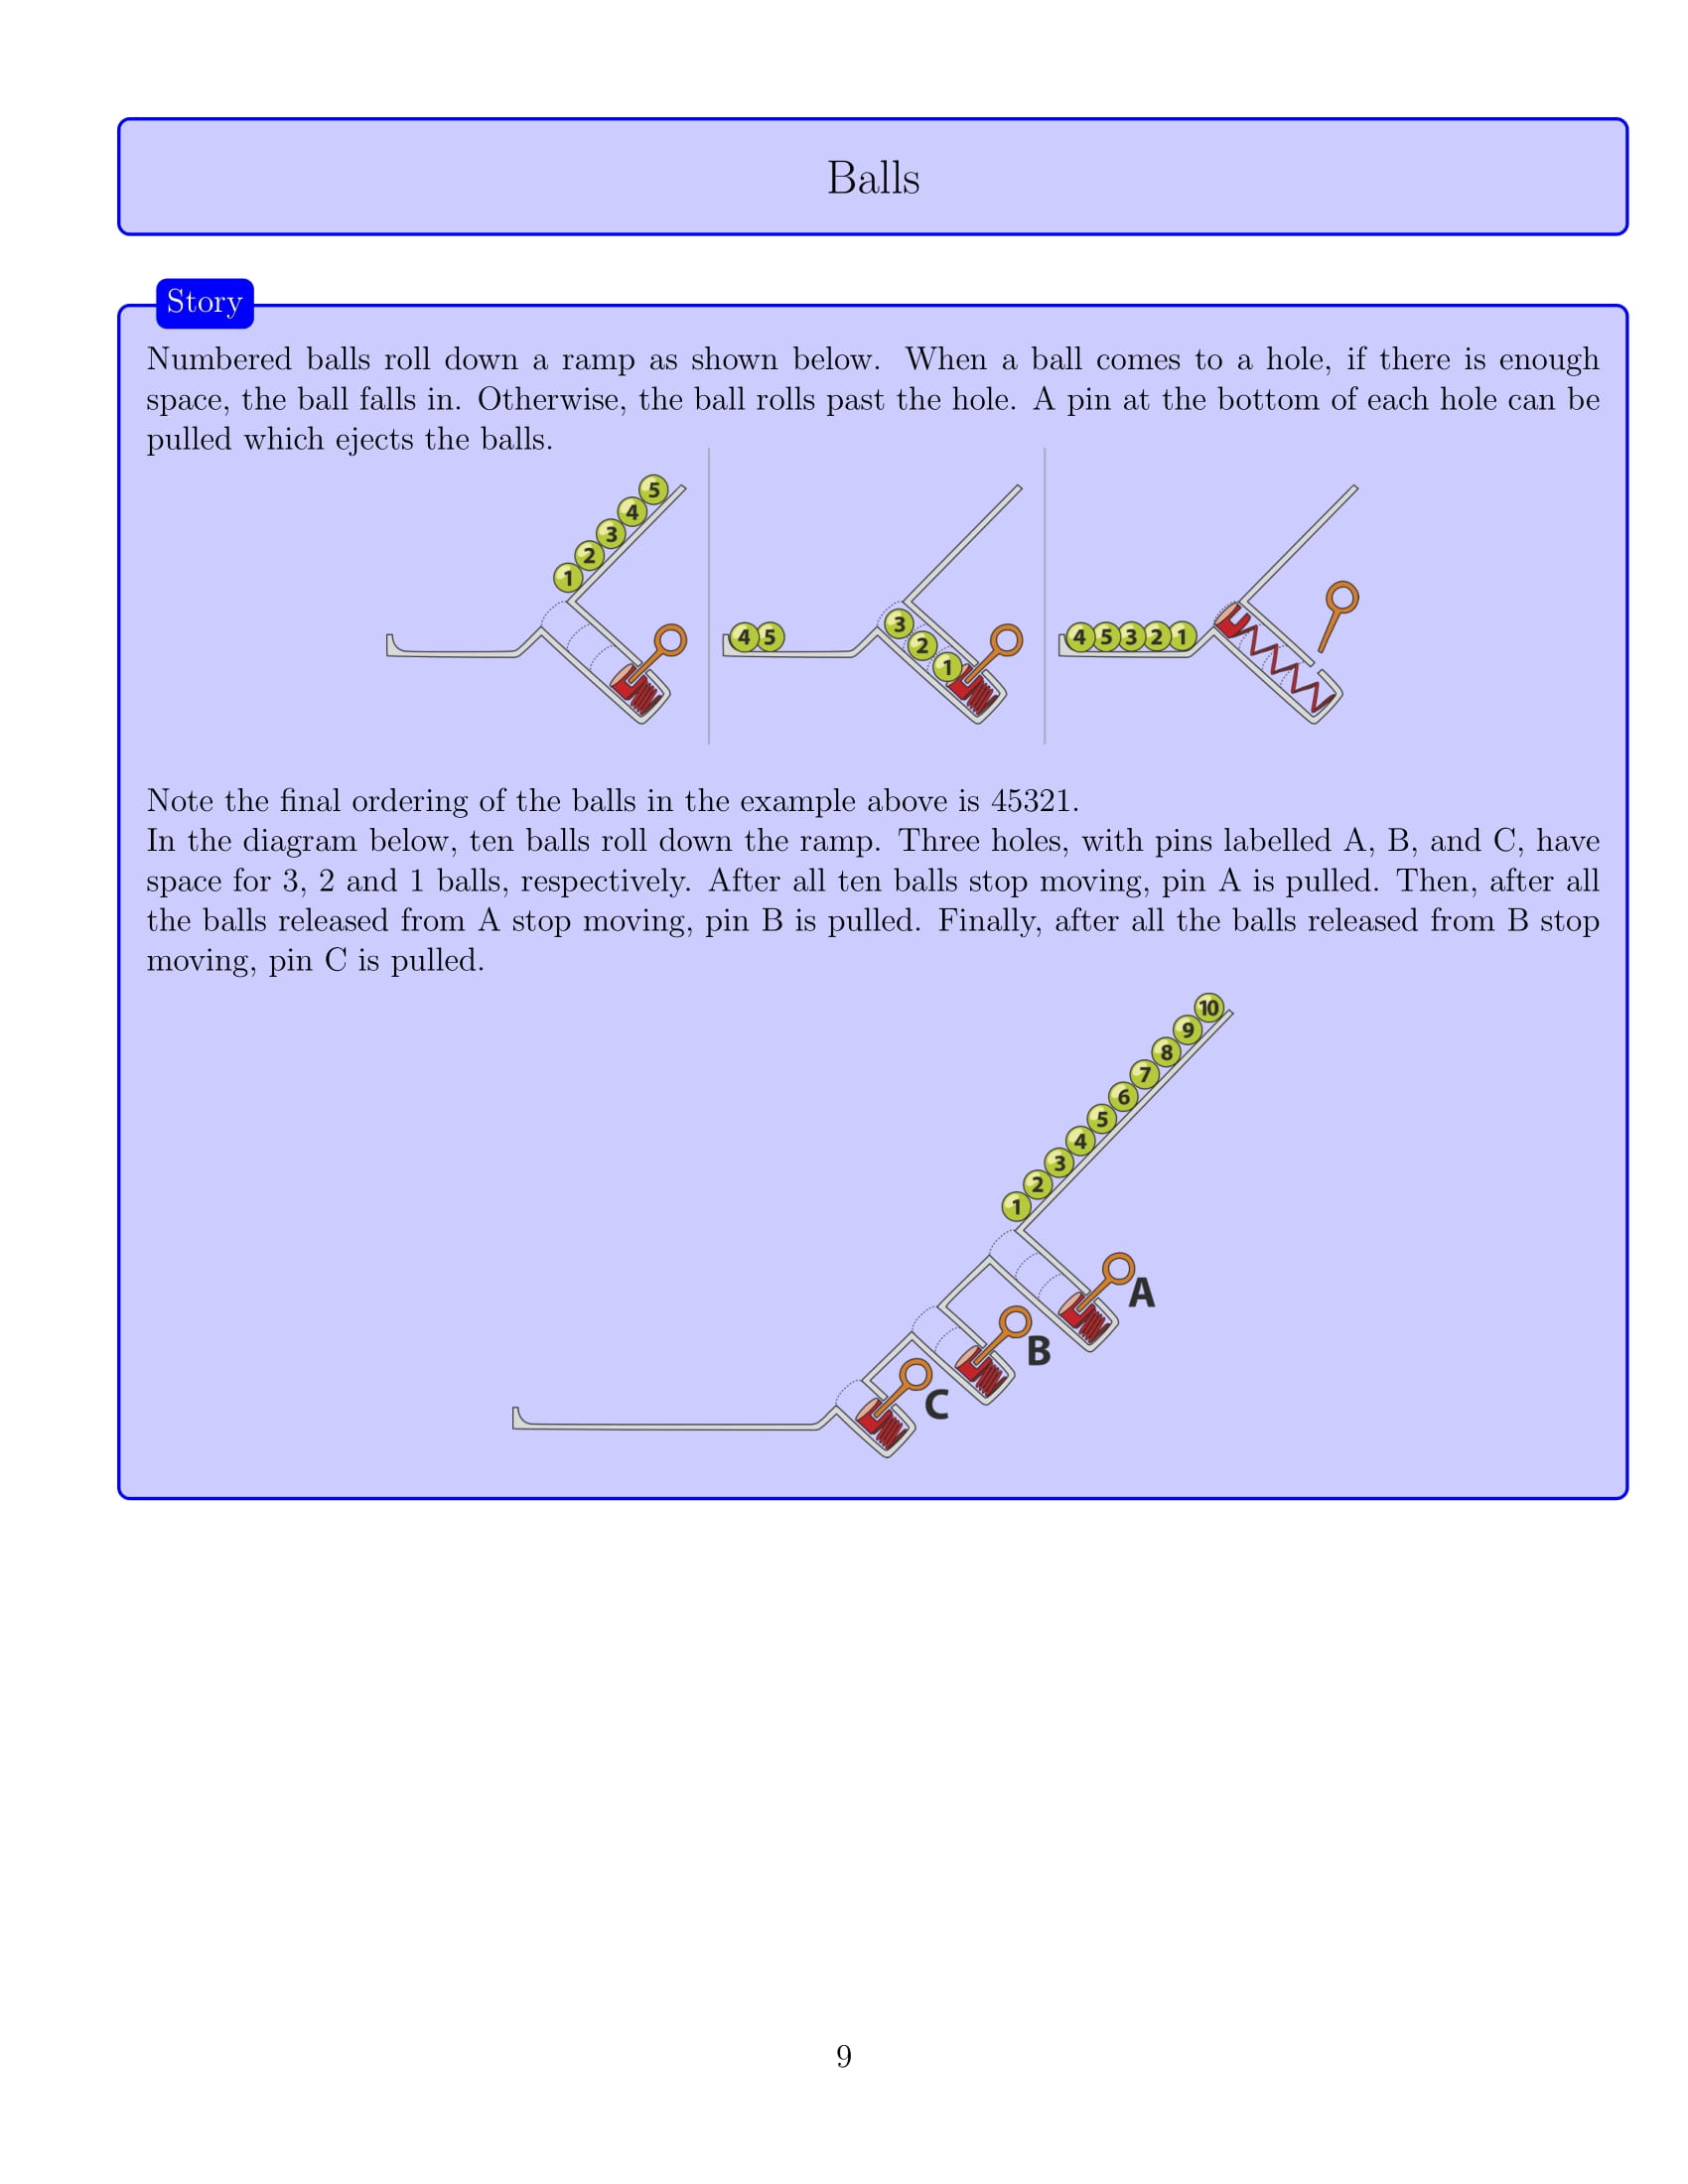 Balls
Story
Numbered balls roll down a ramp as shown below. When a ball comes to a hole, if there is enough
space, the ball falls in. Otherwise, the ball rolls past the hole. A pin at the bottom of each hole can be
pulled which ejects the balls.
1 2 3 4 5
4 5 3 2 1
4 5 3 2 1
Note the final ordering of the balls in the example above is 45321.
In the diagram below, ten balls roll down the ramp. Three holes, with pins labelled A, B, and C, have
space for 3, 2 and 1 balls, respectively. After all ten balls stop moving, pin A is pulled. Then, after all
the balls released from A stop moving, pin B is pulled. Finally, after all the balls released from B stop
moving, pin C is pulled.
1 2 3 4 5 6 7 8 9 10
A
B
C
9